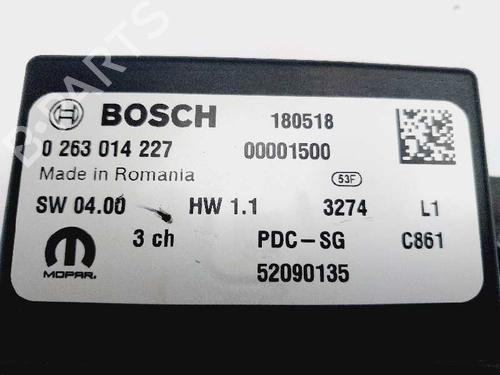 BOSCH 180518
0 263 014 227 00001500
Made in Romania 53F
SW 04.00 HW 1.1 3274 L1
3 ch PDC-SG C861
MOPAR. 52090135
B-PARTS